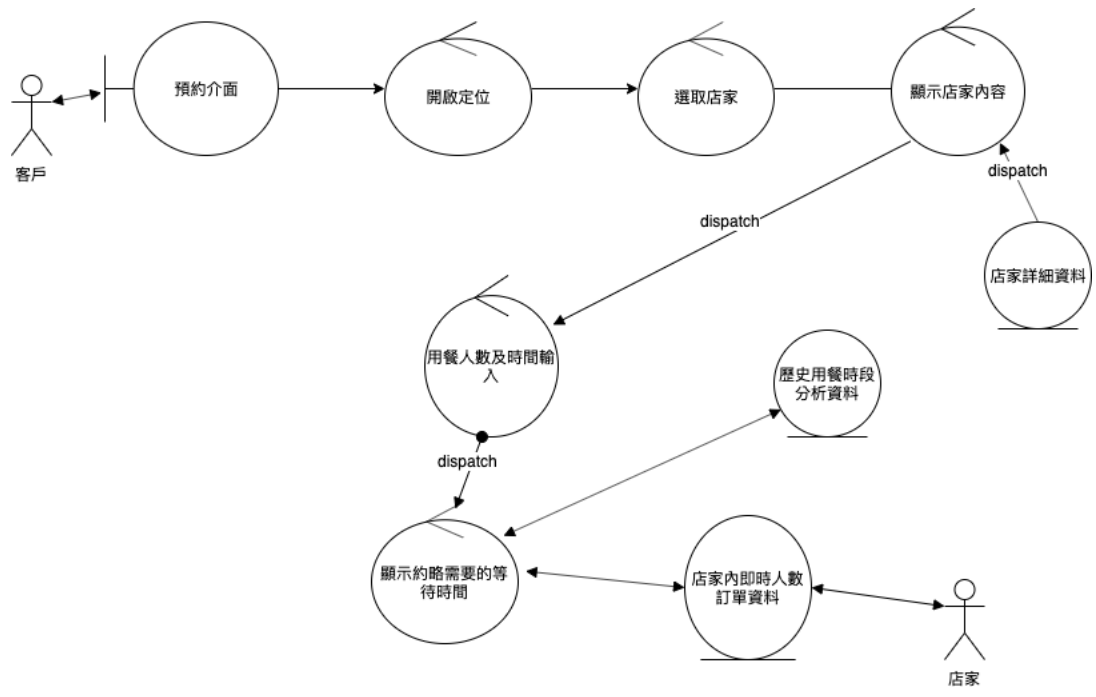 預約介面
開啟定位
選取店家
顯示店家內容
客戶
dispatch
dispatch
店家詳細資料
用餐人數及時間輸
入
歷史用餐時段
分析資料
dispatch
顯示約略需要的等
待時間
店家內即時人數
訂單資料
店家